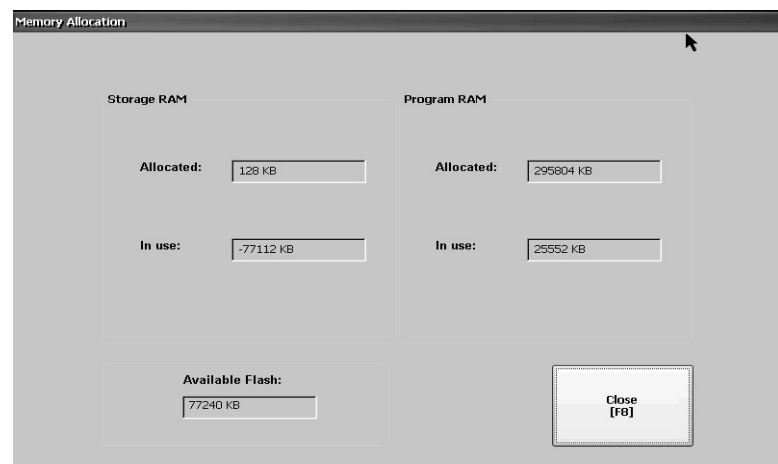 Memory Allocation
Storage RAM
Allocated: 128 KB
In use: -77112 KB
Program RAM
Allocated: 295804 KB
In use: 25552 KB
Available Flash:
77240 KB
Close
[F8]